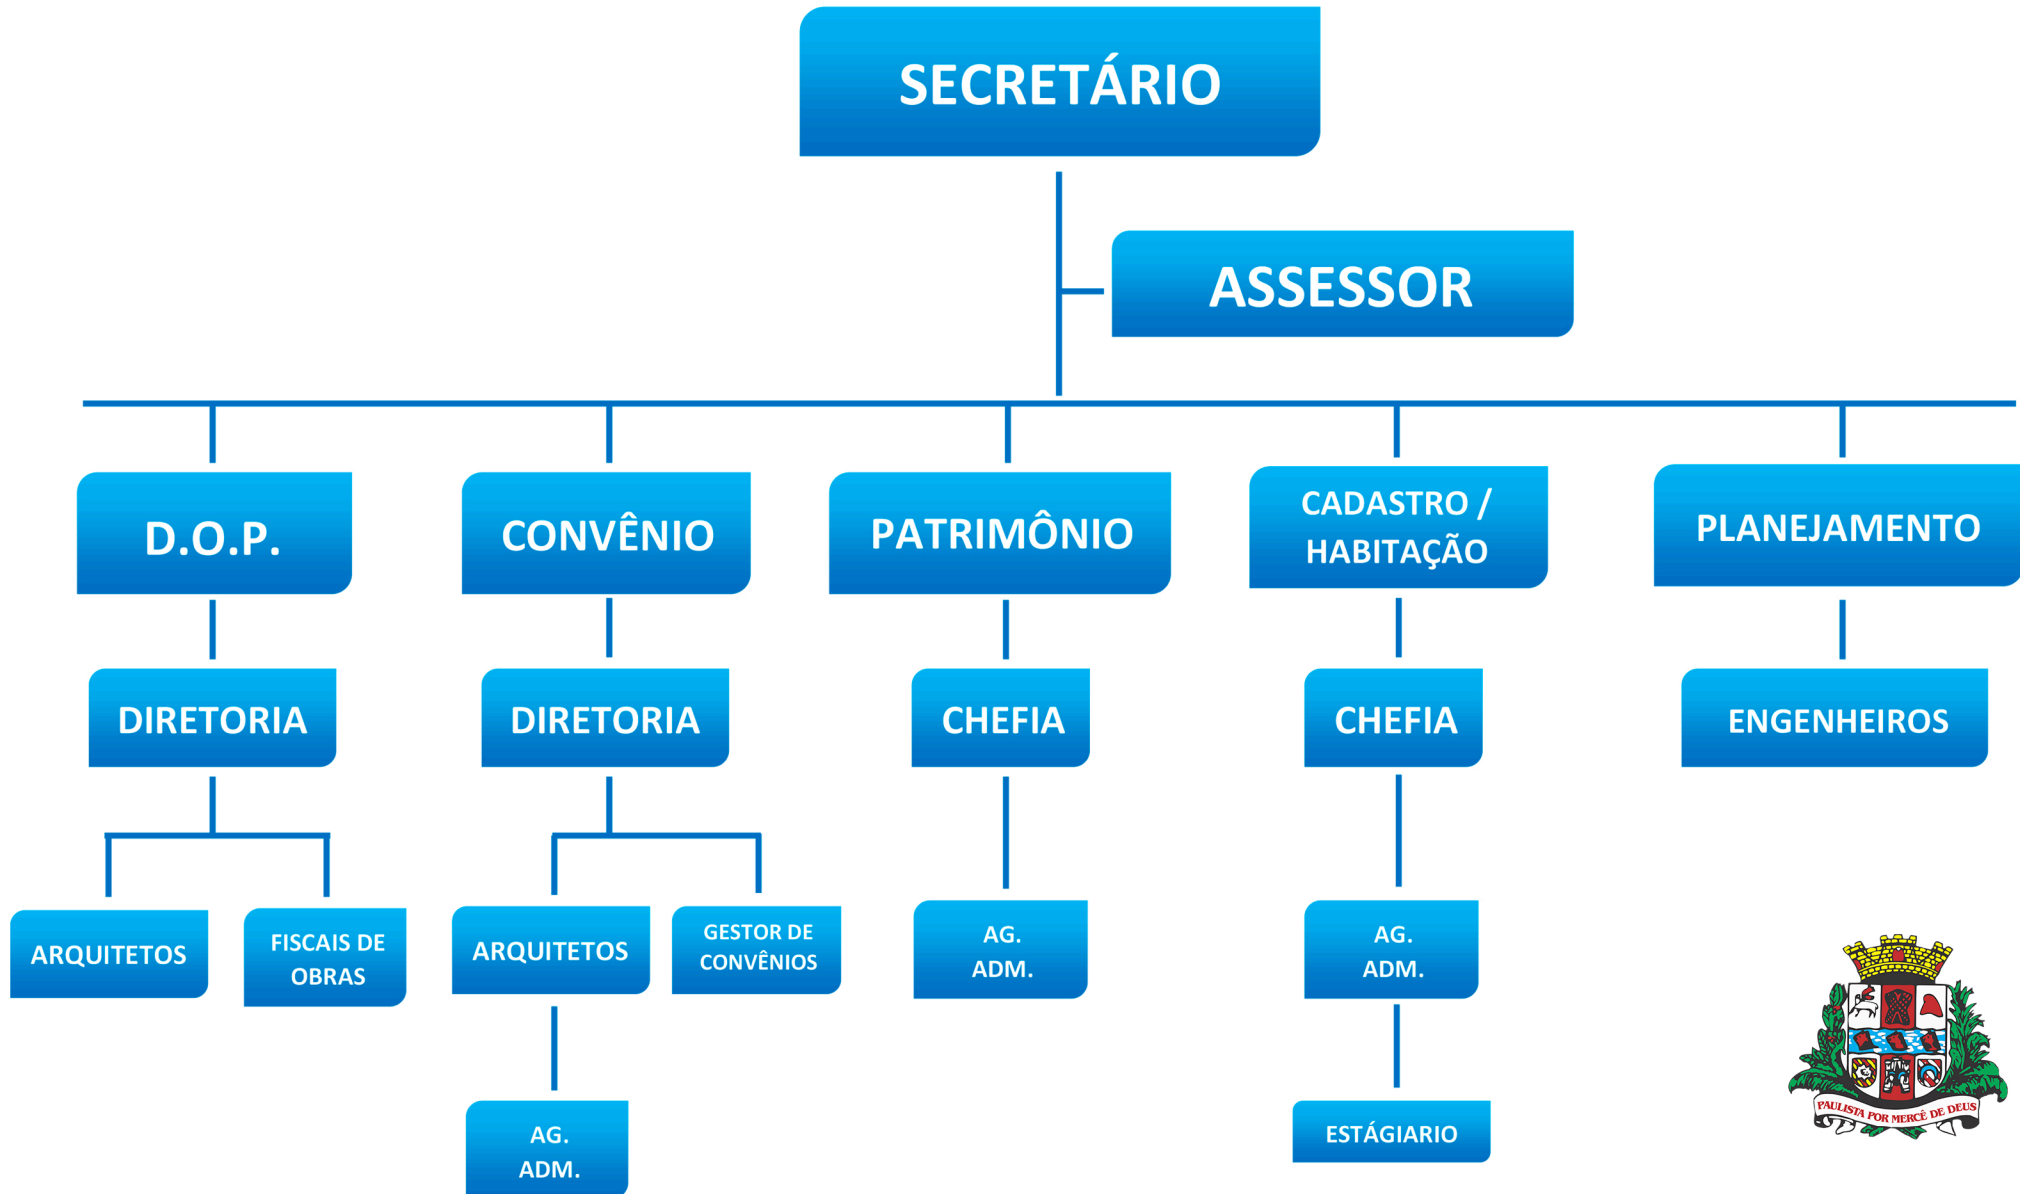 SECRETÁRIO
ASSESSOR
D.O.P.
CONVÊNIO
PATRIMÔNIO
CADASTRO /
HABITAÇÃO
PLANEJAMENTO
DIRETORIA
DIRETORIA
CHEFIA
CHEFIA
ENGENHEIROS
ARQUITETOS
FISCAIS DE
OBRAS
ARQUITETOS
GESTOR DE
CONVÊNIOS
AG.
ADM.
AG.
ADM.
AG.
ADM.
ESTÁGIARIO
PAULISTA POR MERCÊ DE DEUS